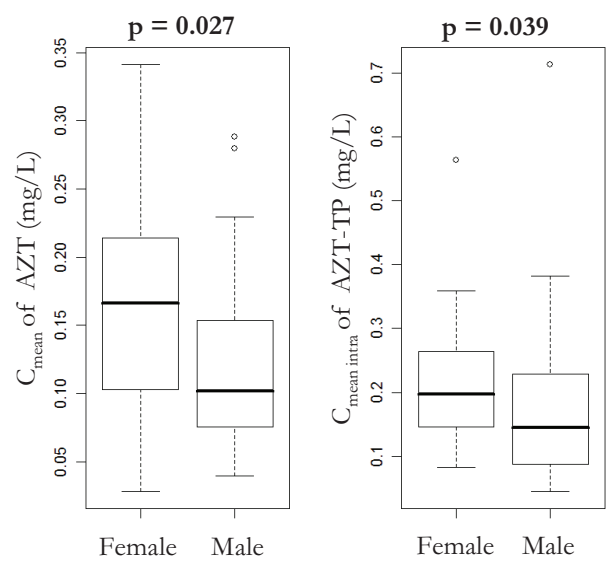 p = 0.027
C mean of AZT (mg/L)
0.35
0.30
0.25
0.20
0.15
0.10
0.05
Female Male
p = 0.039
C mean intra of AZT-TP (mg/L)
0.7
0.6
0.5
0.4
0.3
0.2
0.1
Female Male